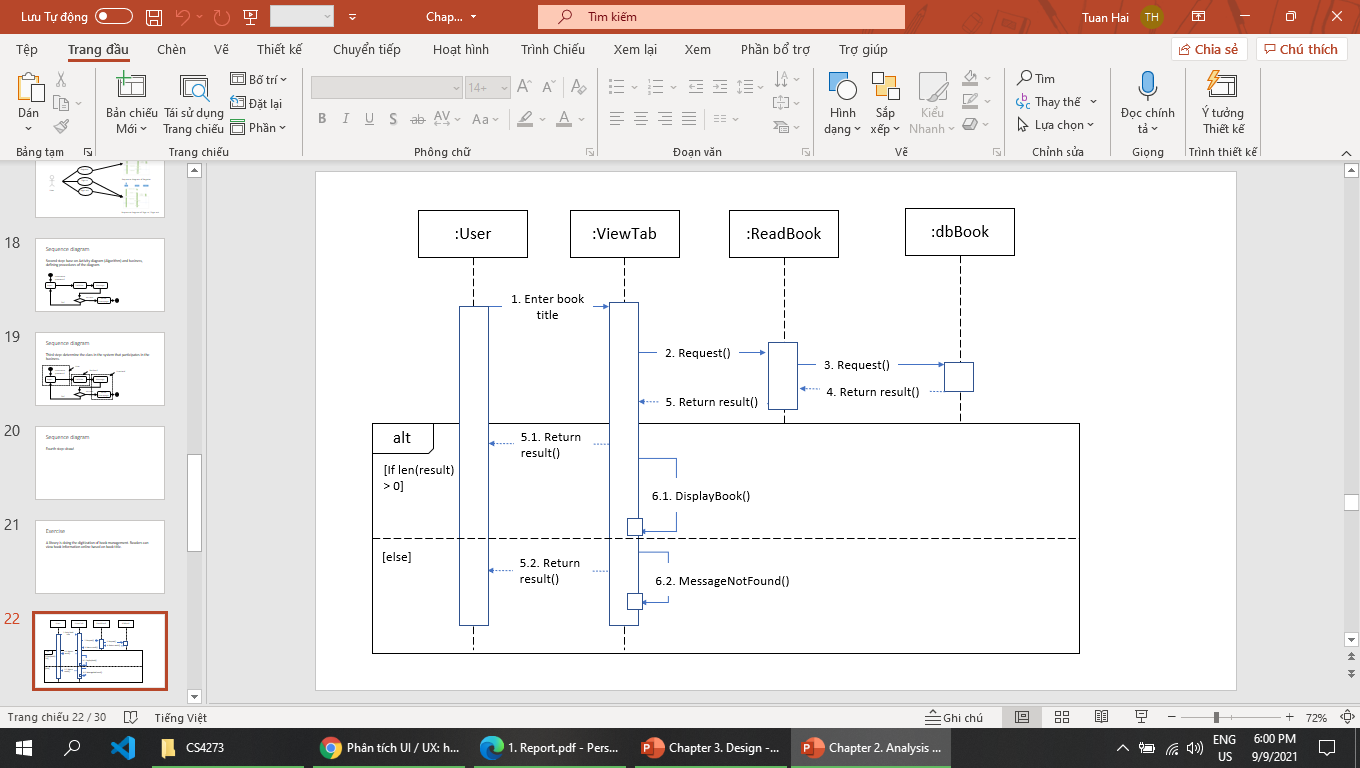 Lưu Tự động
Chap...
Tìm kiếm
Tuan Hai
TH
Tệp
Trang đầu
Chèn
Vẽ
Thiết kế
Chuyển tiếp
Hoạt hình
Trình Chiếu
Xem lại
Xem
Phần bổ trợ
Trợ giúp
Chia sẻ
Chú thích
Dán
Bảng tạm
Bản chiếu
Mới
Tái sử dụng
Trang chiếu
Bố trí
Đặt lại
Phần
Trang chiếu
14+
B I U S ab AV Aa A
Phông chữ
Đoạn văn
Hình
dạng
Sắp
xếp
Kiểu
Nhanh
Vẽ
Tìm
Thay thế
Lựa chọn
Chỉnh sửa
Đọc chính
tả
Giọng
Ý tưởng
Thiết kế
Trình thiết kế
18
Sequence diagram
19
Sequence diagram
20
Sequence diagram
21
Exercise
22
:User
:ViewTab
:ReadBook
:dbBook
1. Enter book
title
2. Request()
3. Request()
4. Return result()
5. Return result()
alt
[If len(result)
> 0]
5.1. Return
result()
6.1. DisplayBook()
[else]
5.2. Return
result()
6.2. MessageNotFound()
Trang chiếu 22 / 30
Tiếng Việt
Ghi chú
72%
CS4273
Phân tích UI / UX: h...
1. Report.pdf - Pers...
Chapter 3. Design -...
Chapter 2. Analysis ...
ENG
US
6:00 PM
9/9/2021